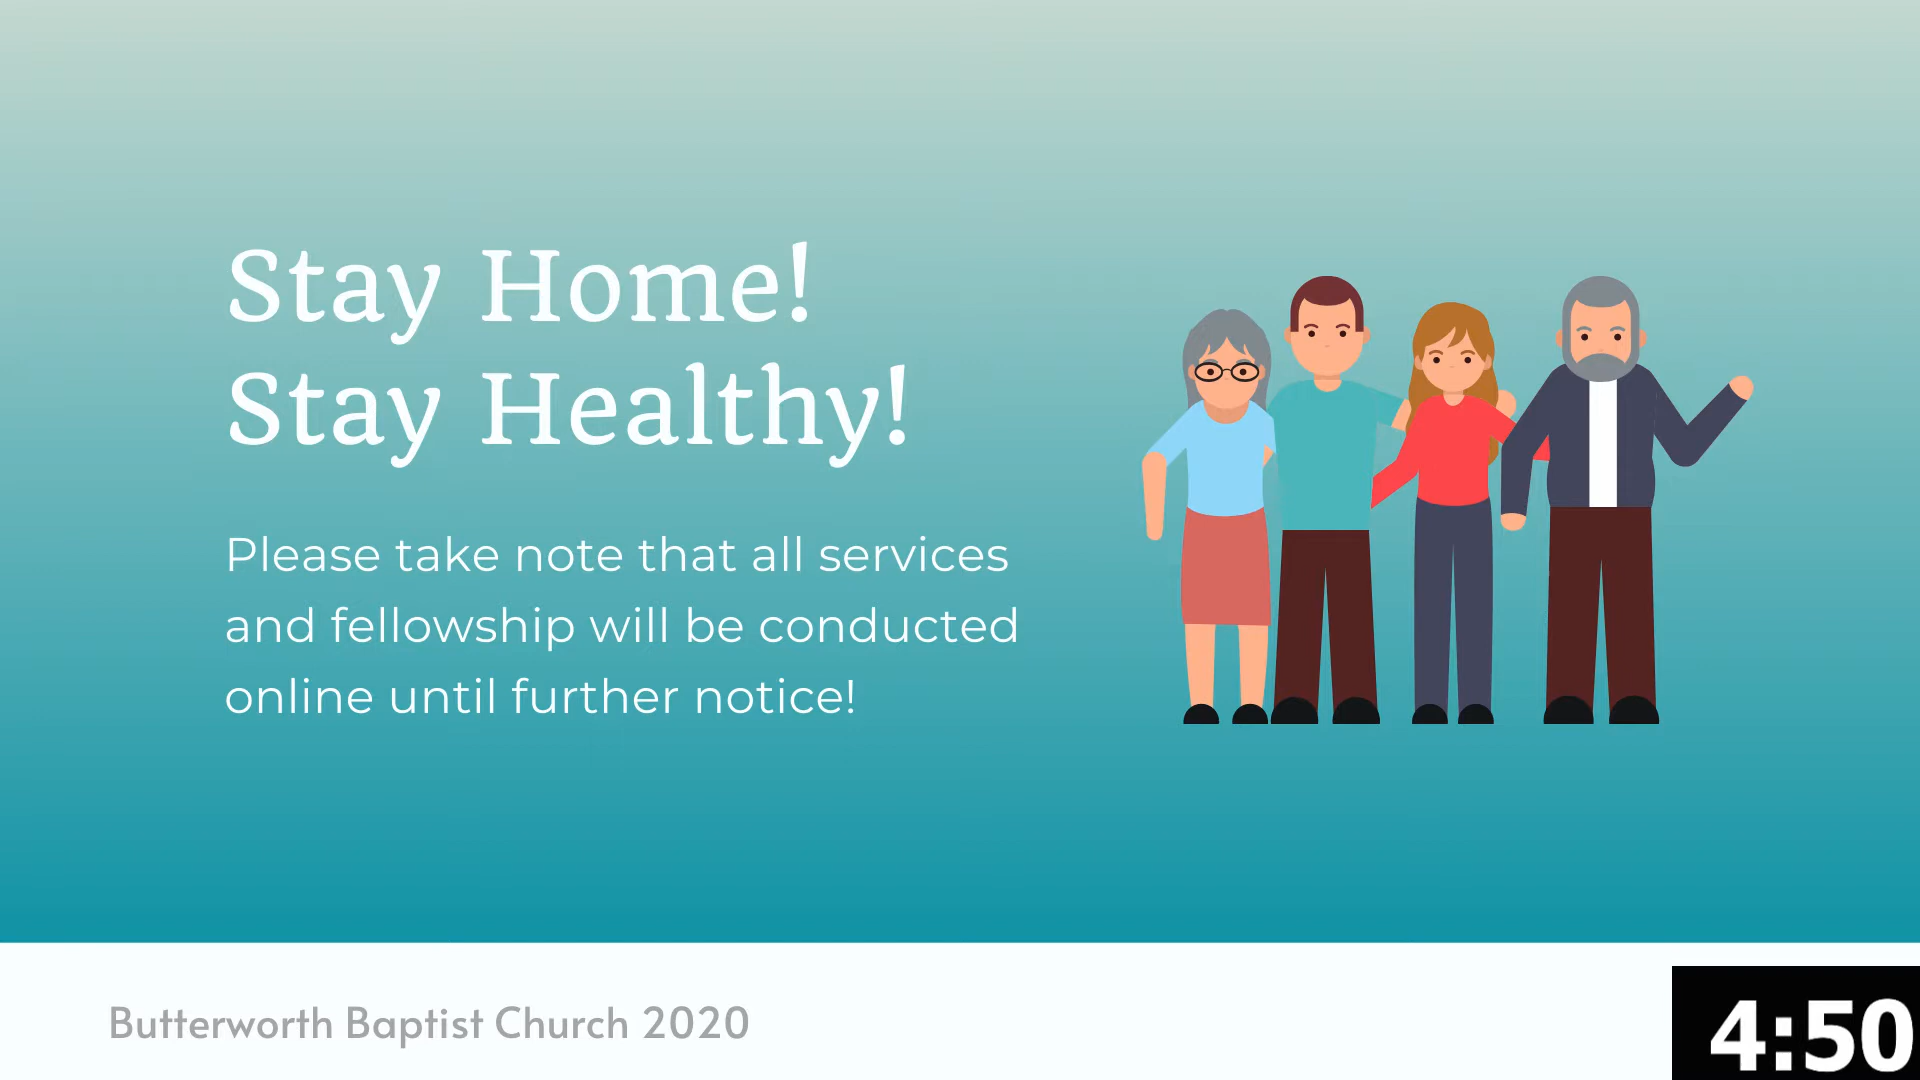 Stay Home!
Stay Healthy!
Please take note that all services
and fellowship will be conducted
online until further notice!
Butterworth Baptist Church 2020
4:50